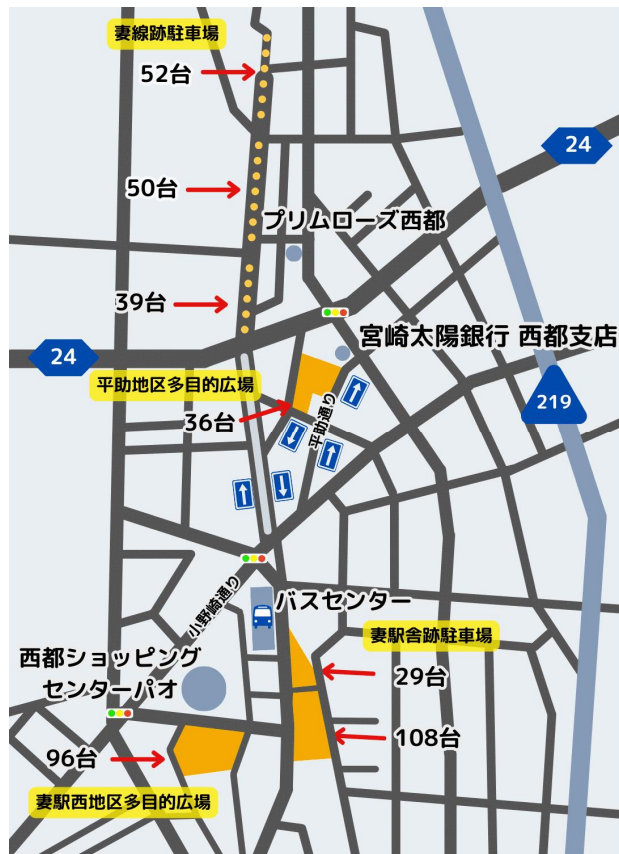 妻線跡駐車場
52台
24
50台
プリムローズ西都
39台
宮崎太陽銀行 西都支店
24
平助地区多目的広場
219
36台
平助通り
小野崎通り
バスセンター
妻駅舎跡駐車場
西都ショッピング
センターパオ
29台
108台
96台
妻駅西地区多目的広場